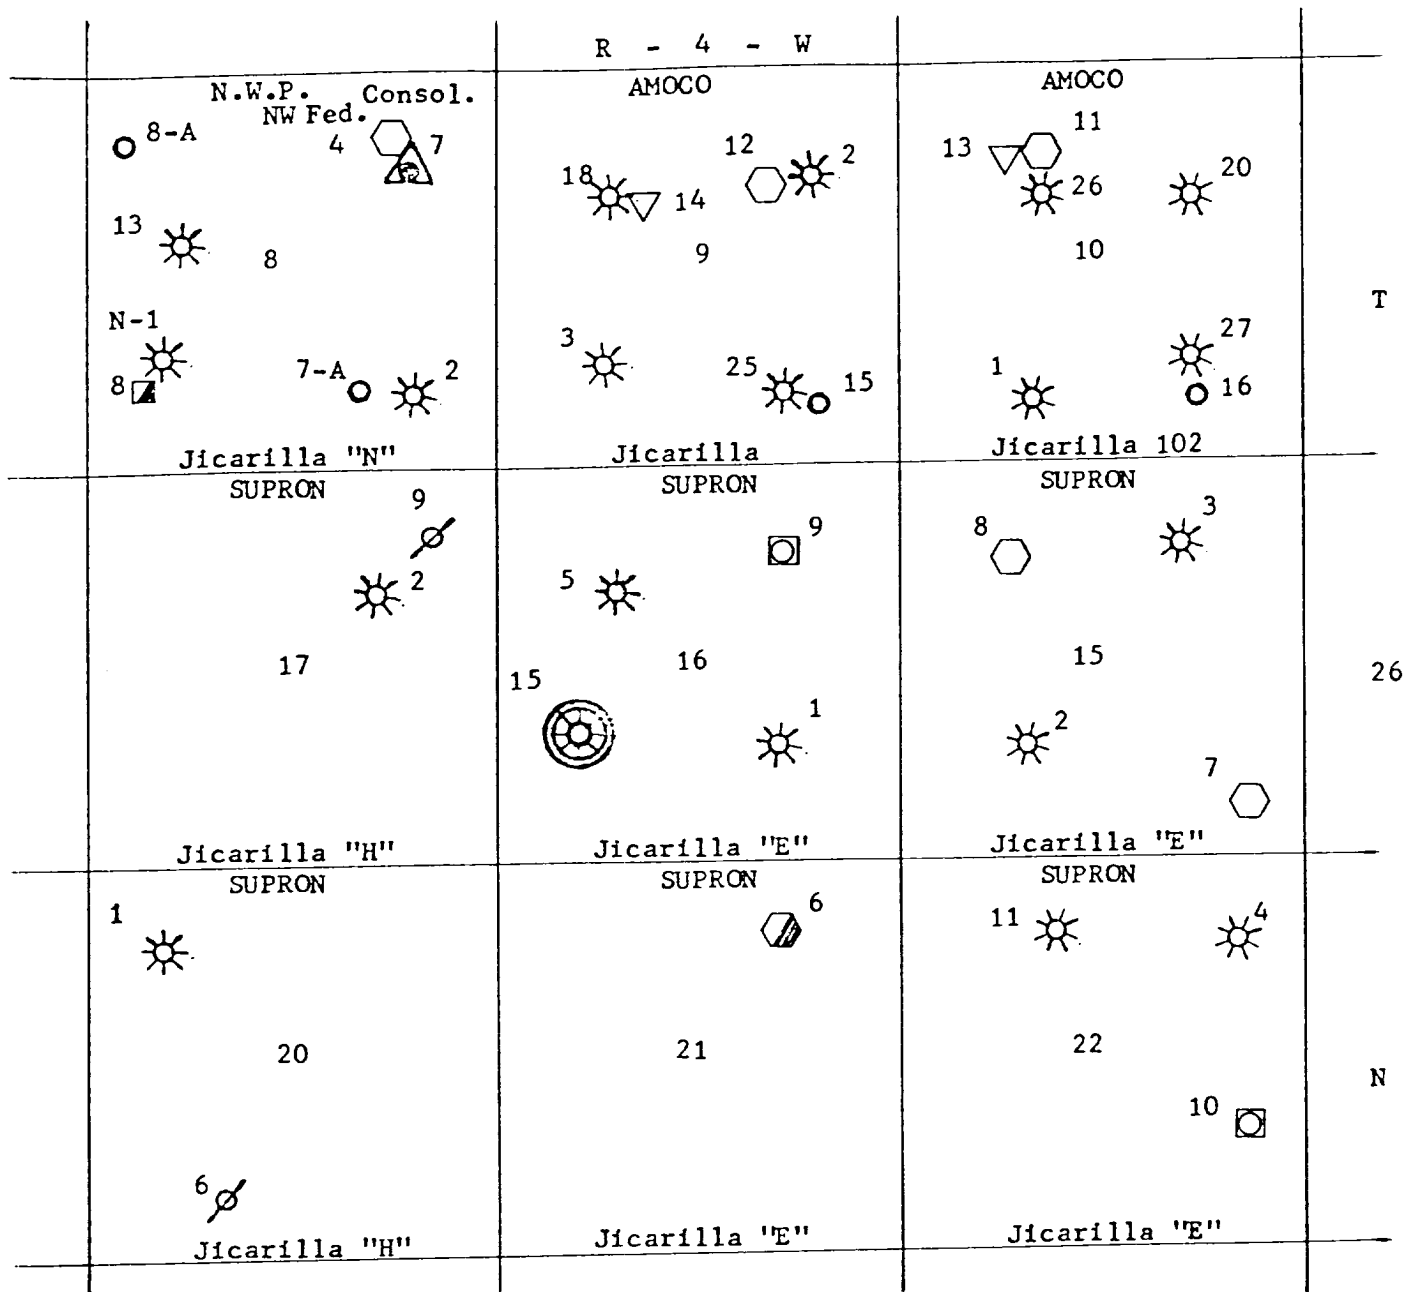 R - 4 - W
N.W.P. Consol.
NW Fed.
AMOCO
AMOCO
8-A
4
7
12
2
13
11
18
14
26
20
13
8
9
10
T
N-1
3
27
8
7-A
2
25
15
1
16
Jicarilla "N"
Jicarilla
Jicarilla 102
SUPRON
SUPRON
SUPRON
9
9
8
3
2
5
17
16
15
26
15
1
2
7
Jicarilla "H"
Jicarilla "E"
Jicarilla "E"
SUPRON
SUPRON
SUPRON
1
6
11
4
20
21
22
N
10
6
Jicarilla "H"
Jicarilla "E"
Jicarilla "E"